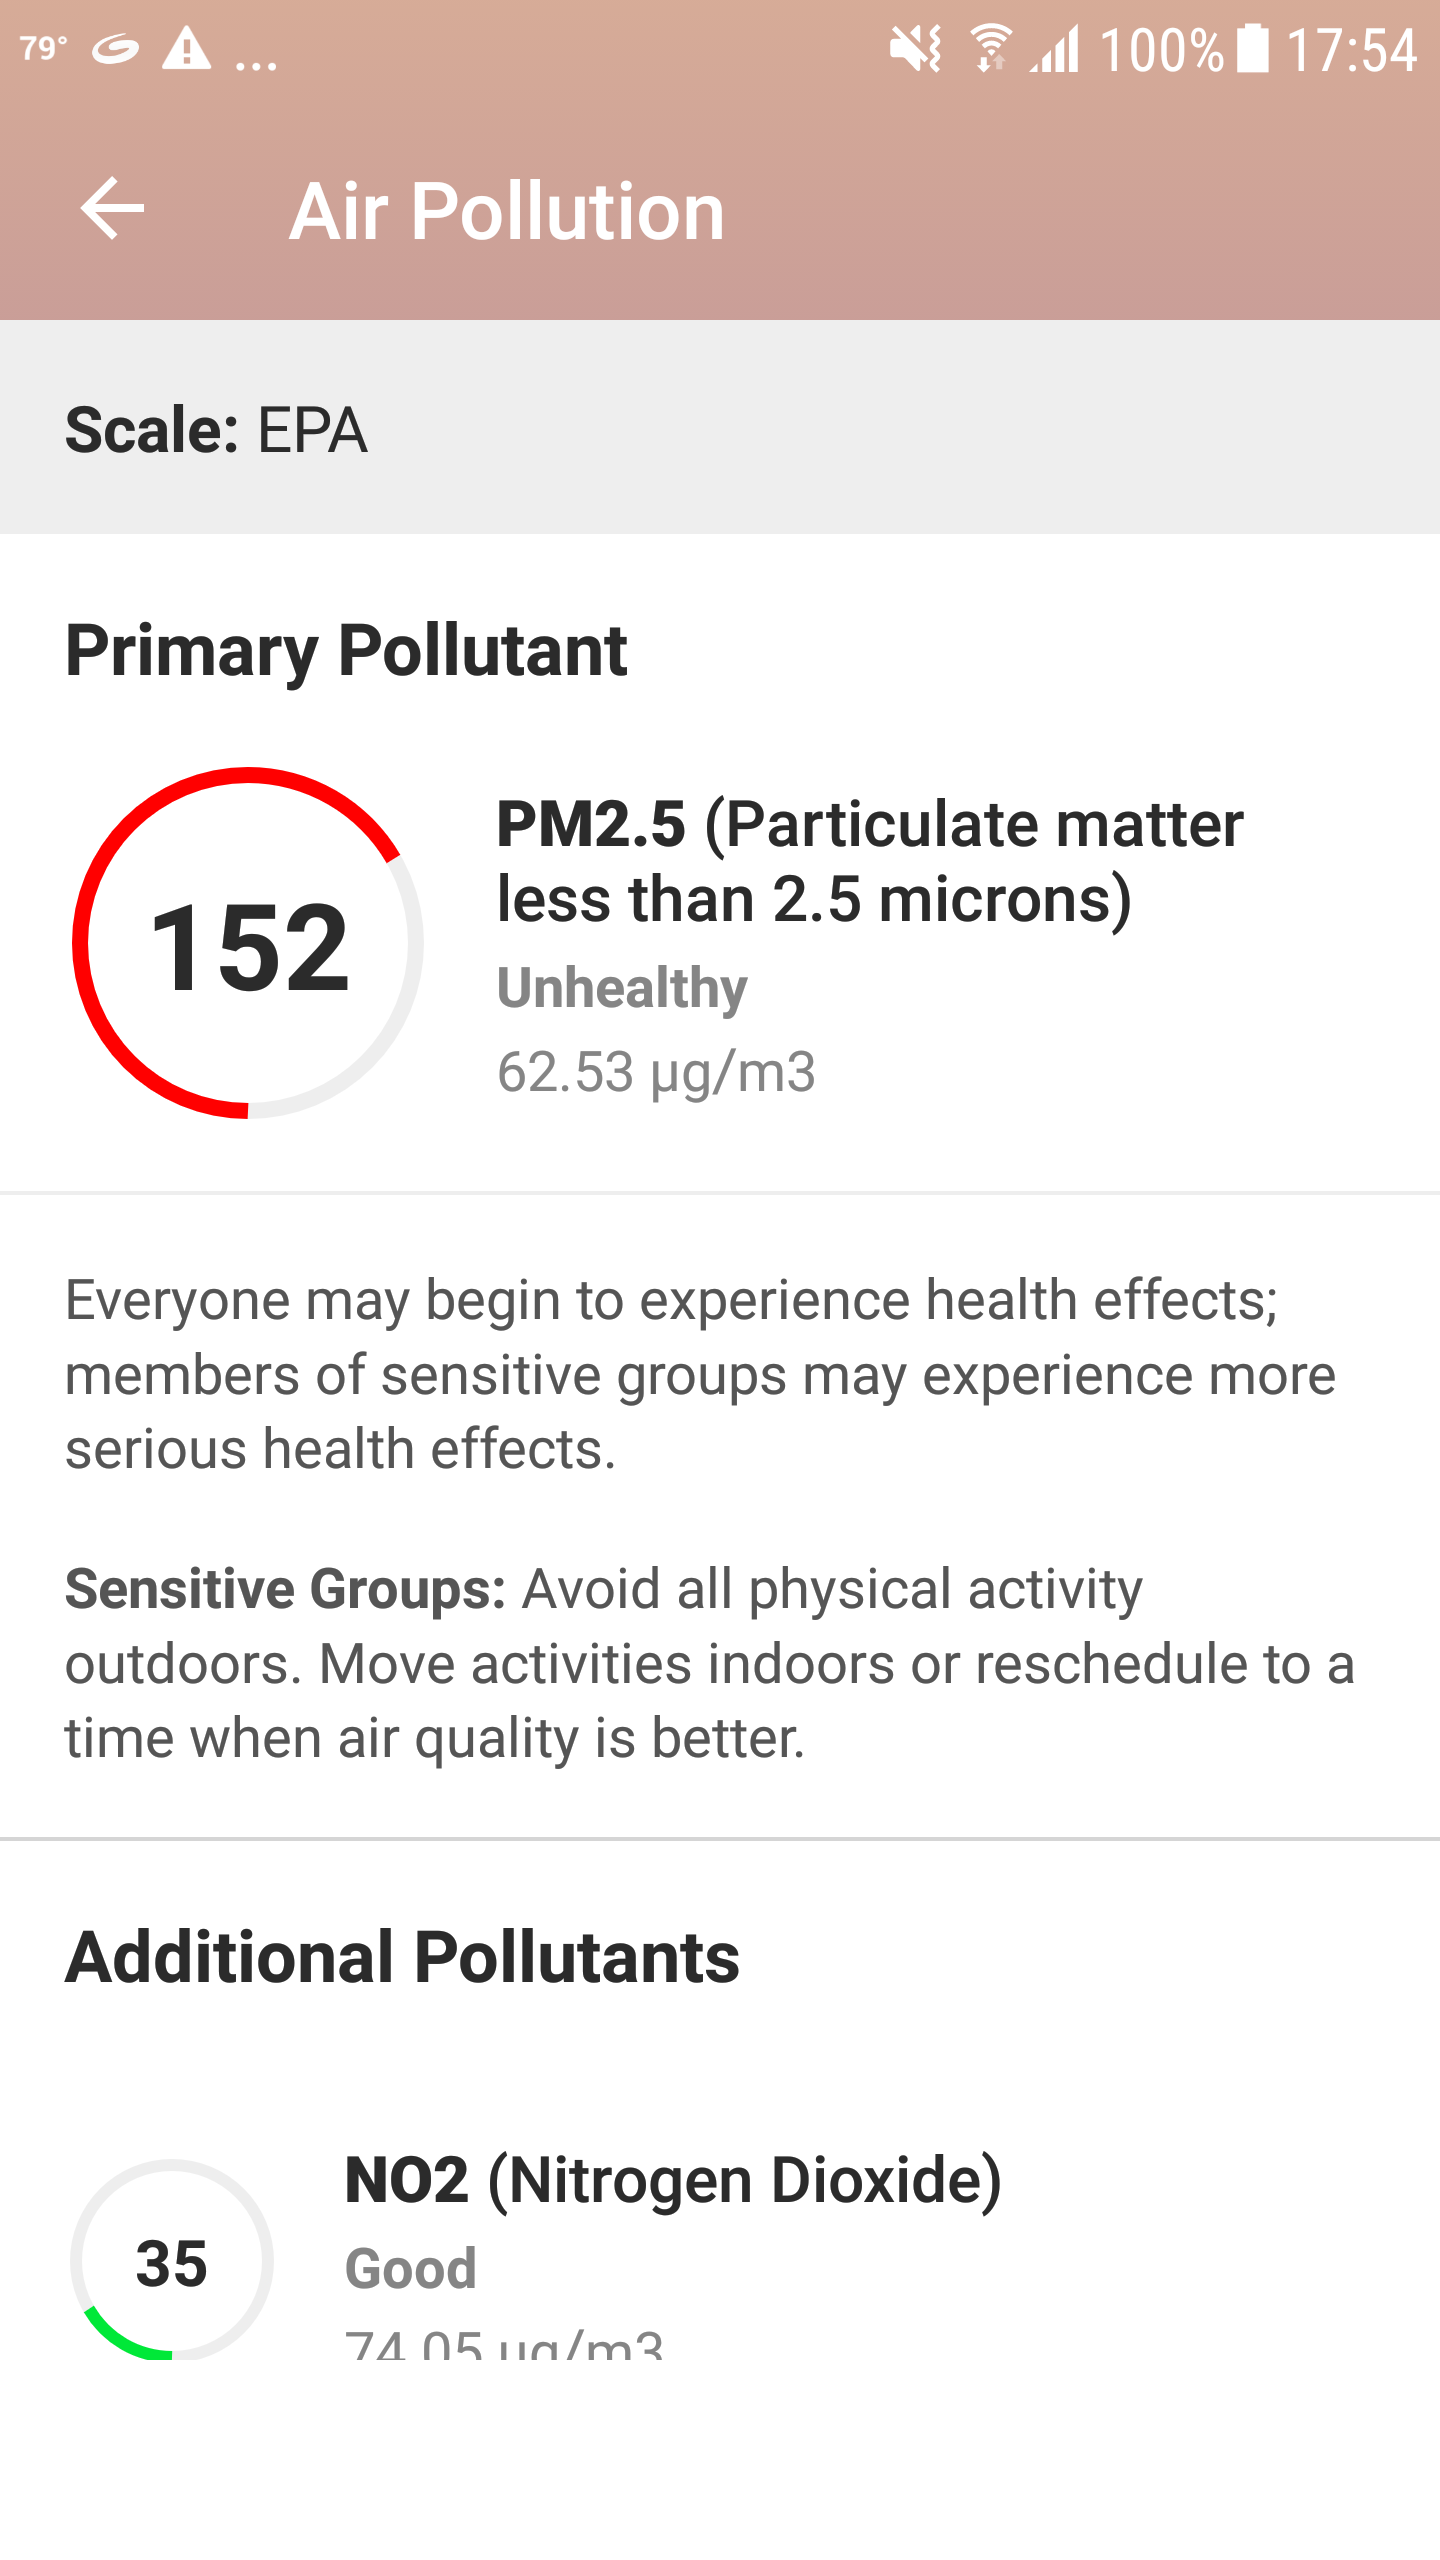 79° ... 100% 17:54
Air Pollution
Scale: EPA
Primary Pollutant
152
PM2.5 (Particulate matter
less than 2.5 microns)
Unhealthy
62.53 µg/m3
Everyone may begin to experience health effects;
members of sensitive groups may experience more
serious health effects.
Sensitive Groups: Avoid all physical activity
outdoors. Move activities indoors or reschedule to a
time when air quality is better.
Additional Pollutants
35
NO2 (Nitrogen Dioxide)
Good
74.05 µg/m3